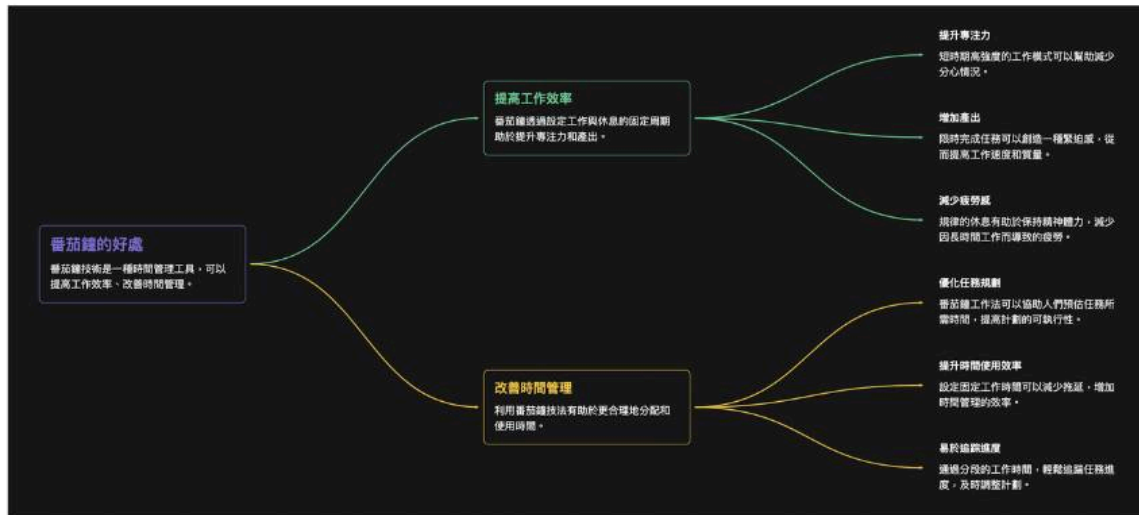 番茄鐘的好處
番茄鐘技術是一種時間管理工具，可以
提高工作效率、改善時間管理。
提高工作效率
番茄鐘透過設定工作與休息的固定周期
助於提升專注力和產出。
提升專注力
短時期高強度的工作模式可以幫助減少
分心情況。
增加產出
限時完成任務可以創造一種緊迫感，從
而提高工作速度和質量。
減少疲勞感
規律的休息有助於保持精神體力，減少
因長時間工作而導致的疲勞。
改善時間管理
利用番茄鐘技法有助於更合理地分配和
使用時間。
優化任務規劃
番茄鐘工作法可以協助人們預估任務所
需時間，提高計劃的可執行性。
提升時間使用效率
設定固定工作時間可以減少拖延，增加
時間管理的效率。
易於追踪進度
通過分段的工作時間，輕鬆追蹤任務進
度，及時調整計劃。